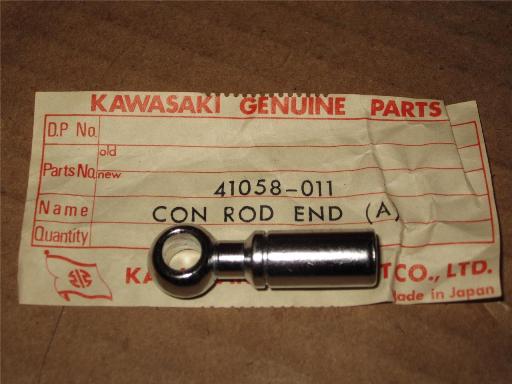 KAWASAKI GENUINE PARTS
D.P No.
old
Parts No. new 41058-011
Name CON ROD END (A)
Quantity
CO., LTD.
Made in Japan